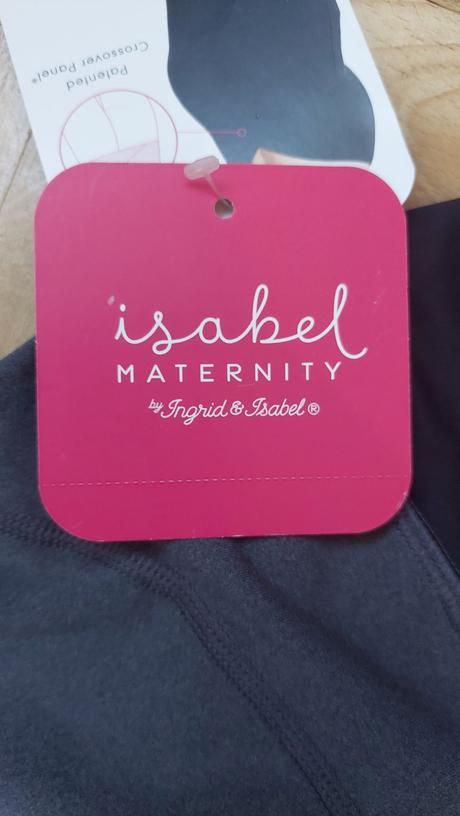 Patented
Crossover Panel®
isabel
MATERNITY
by Ingrid & Isabel®